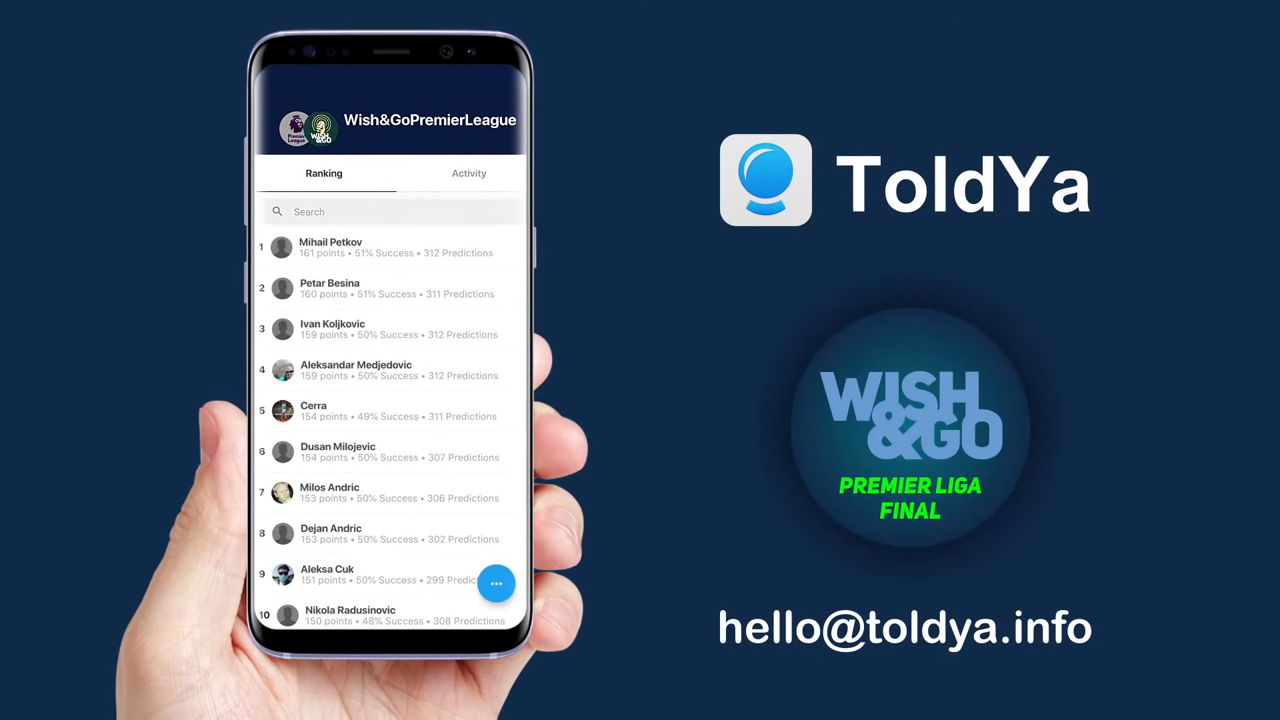 Premier
League
WISH
&GO
Wish&GoPremierLeague
Ranking
Activity
Search
1
Mihail Petkov
161 points • 51% Success • 312 Predictions
2
Petar Besina
160 points • 51% Success • 311 Predictions
3
Ivan Koljkovic
159 points • 50% Success • 312 Predictions
4
Aleksandar Medjedovic
159 points • 50% Success • 312 Predictions
5
Cerra
154 points • 49% Success • 311 Predictions
6
Dusan Milojevic
154 points • 50% Success • 307 Predictions
7
Milos Andric
153 points • 50% Success • 306 Predictions
8
Dejan Andric
153 points • 50% Success • 302 Predictions
9
Aleksa Cuk
151 points • 50% Success • 299 Predic
10
Nikola Radusinovic
150 points • 48% Success • 308 Predictions
ToldYa
WISH
&GO
PREMIER LIGA
FINAL
hello@toldya.info